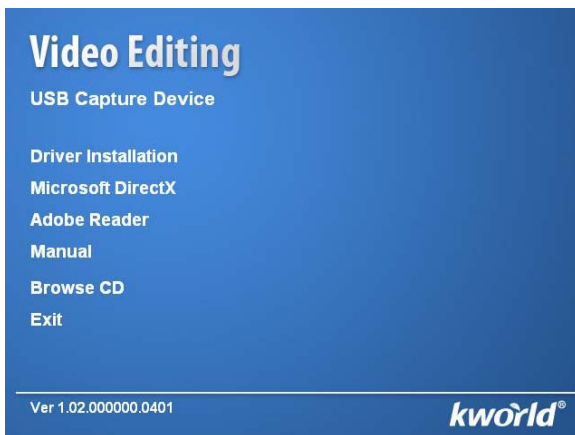 Video Editing
USB Capture Device
Driver Installation
Microsoft DirectX
Adobe Reader
Manual
Browse CD
Exit
Ver 1.02.000000.0401
kworld®